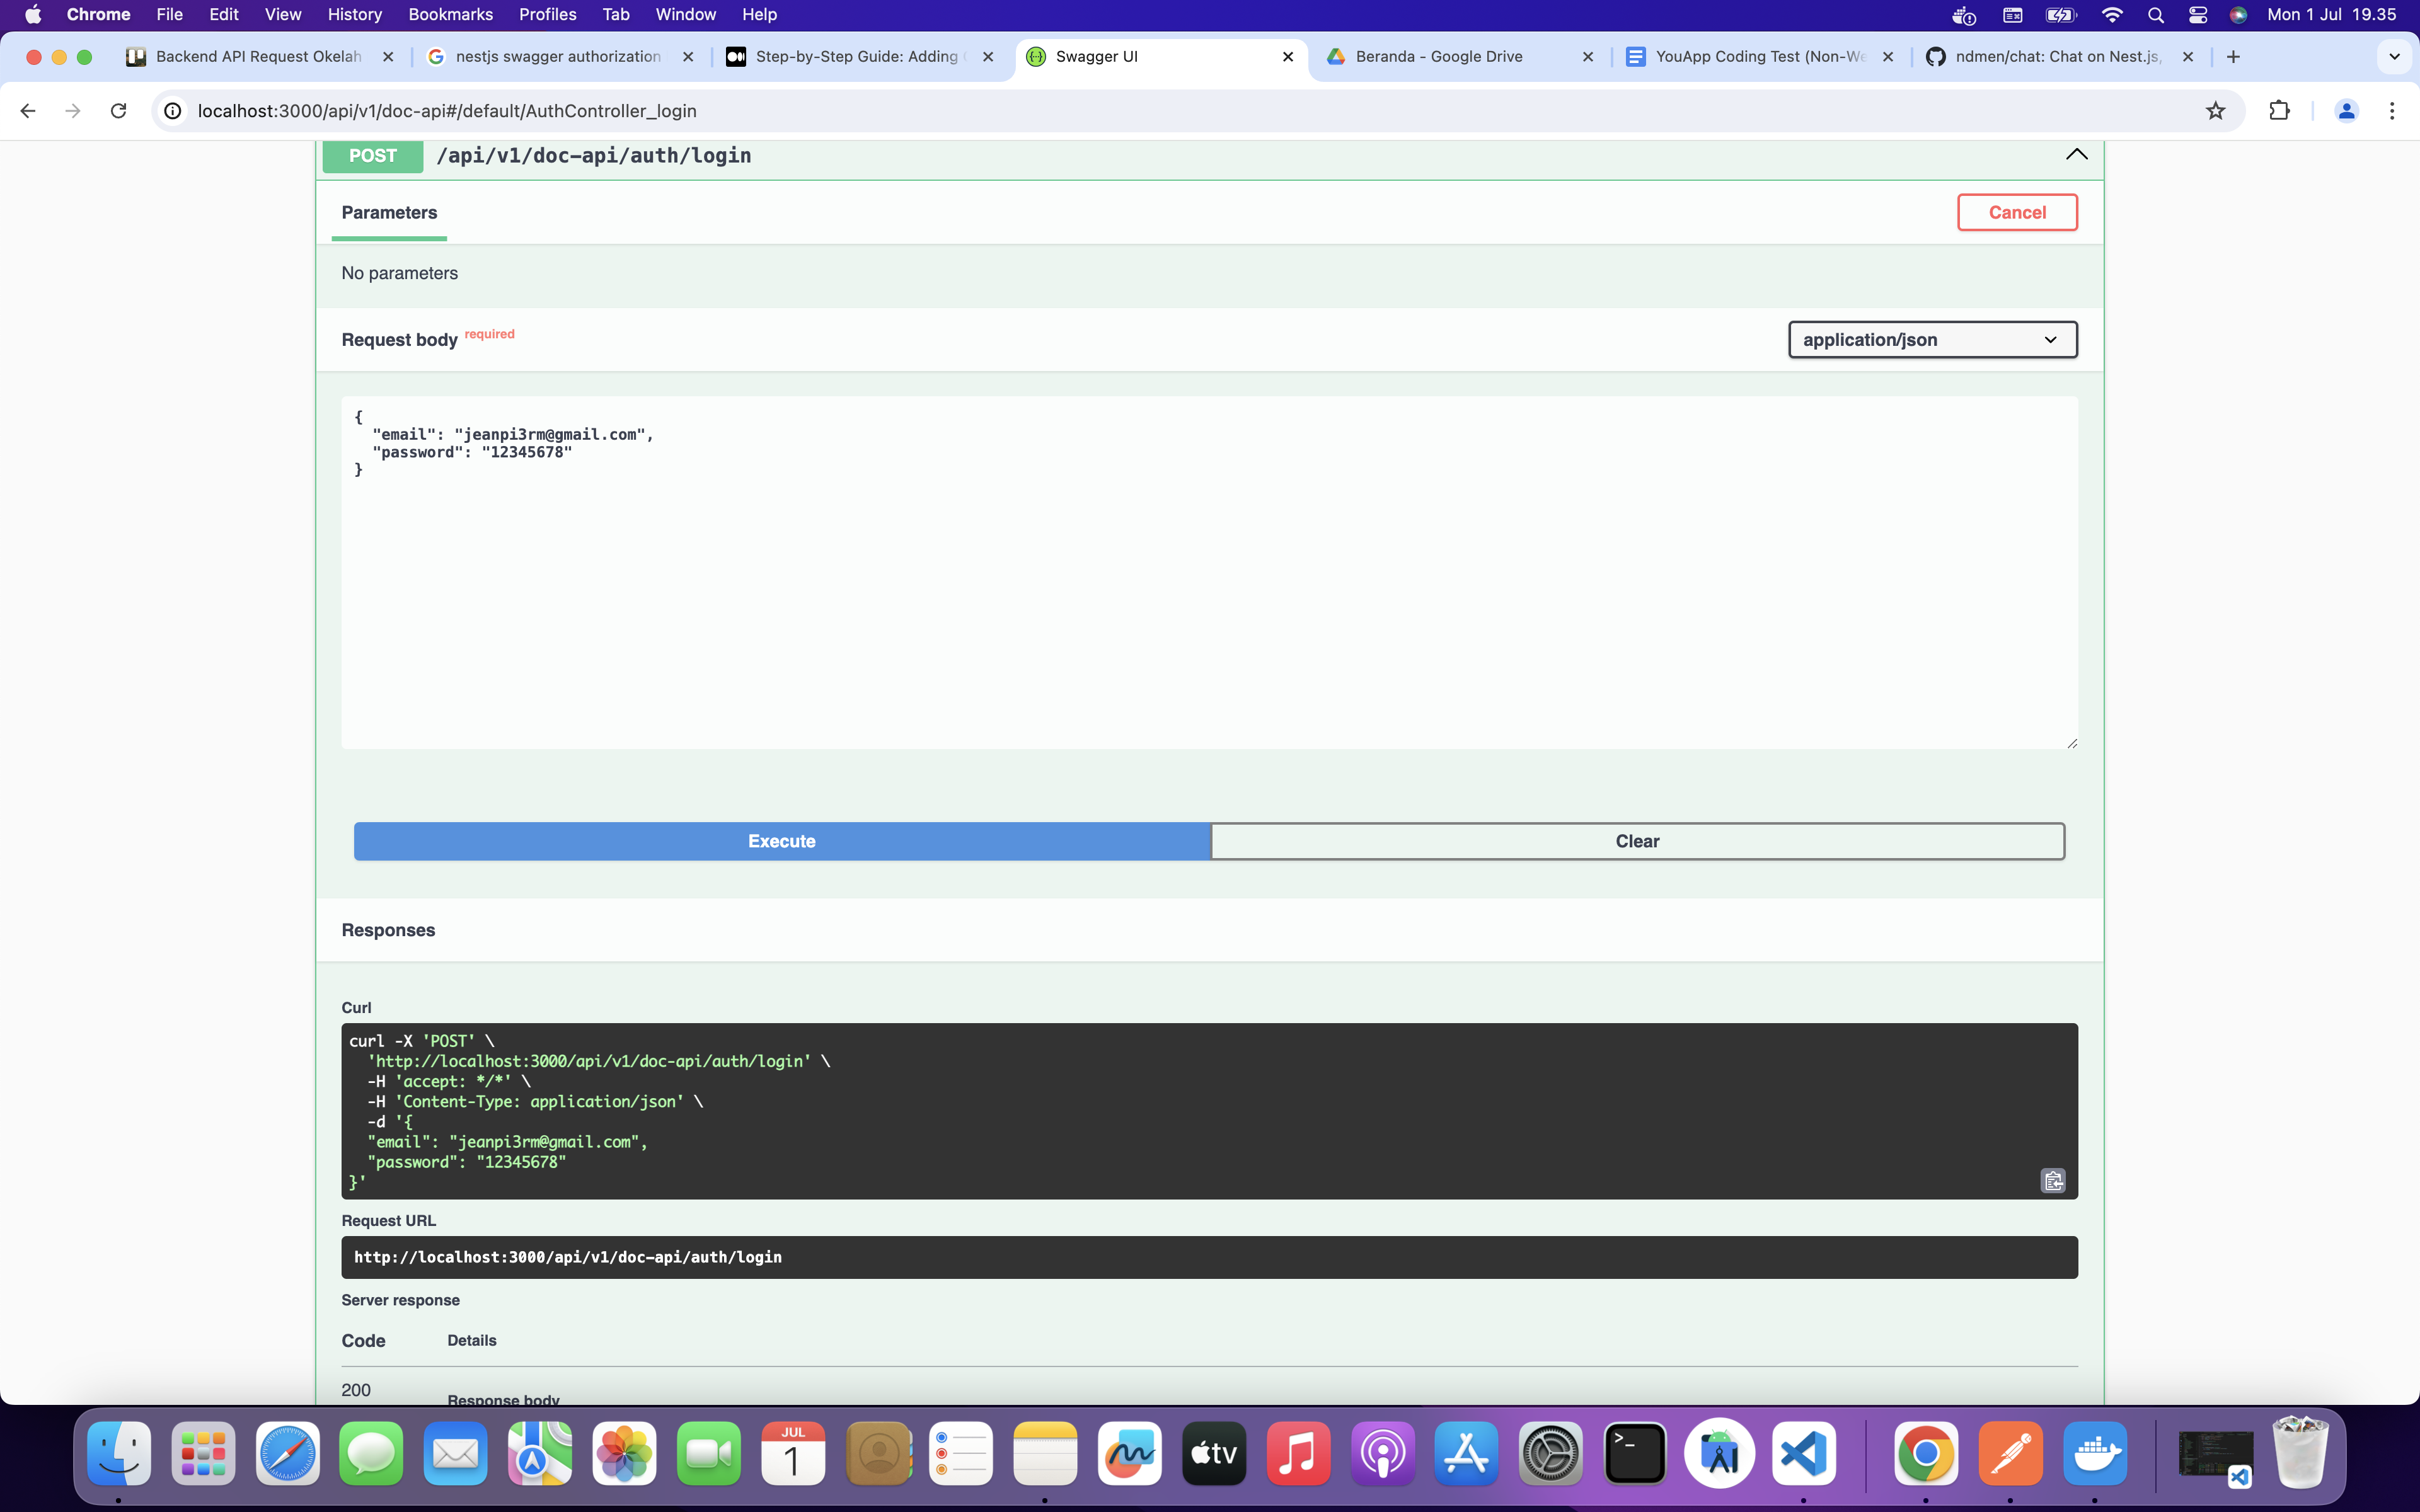 Chrome File Edit View History Bookmarks Profiles Tab Window Help Mon 1 Jul 19.35
Backend API Request Okelah nestjs swagger authorization Step-by-Step Guide: Adding Swagger UI Beranda - Google Drive YouApp Coding Test (Non-We ndmen/chat: Chat on Nest.js,
localhost:3000/api/v1/doc-api#/default/AuthController_login
POST /api/v1/doc-api/auth/login
Parameters
Cancel
No parameters
Request body required
application/json
{
"email": "jeanpi3rm@gmail.com",
"password": "12345678"
}
Execute
Clear
Responses
Curl
curl -X 'POST' \
'http://localhost:3000/api/v1/doc-api/auth/login' \
-H 'accept: */*' \
-H 'Content-Type: application/json' \
-d '{
"email": "jeanpi3rm@gmail.com",
"password": "12345678"
}'
Request URL
http://localhost:3000/api/v1/doc-api/auth/login
Server response
Code Details
200
Response body
JUL
1
tv